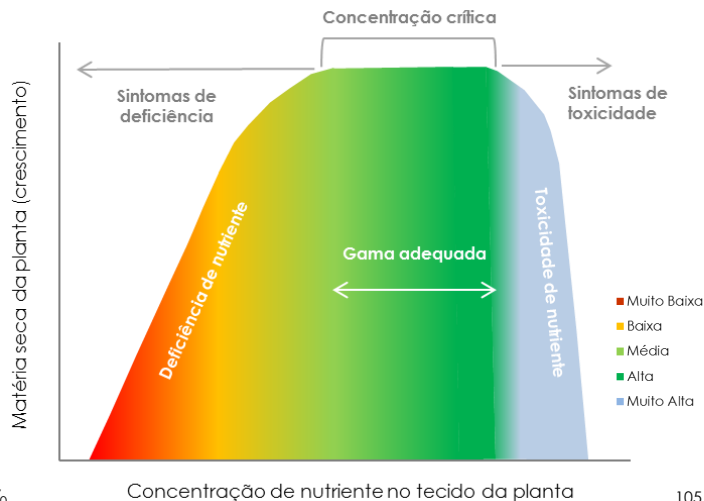 Concentração crítica
Sintomas de
deficiência
Sintomas de
toxicidade
Matéria seca da planta (crescimento)
Deficiência de nutriente
Gama adequada
Toxicidade de nutriente
Muito Baixa
Baixa
Média
Alta
Muito Alta
Concentração de nutriente no tecido da planta
105